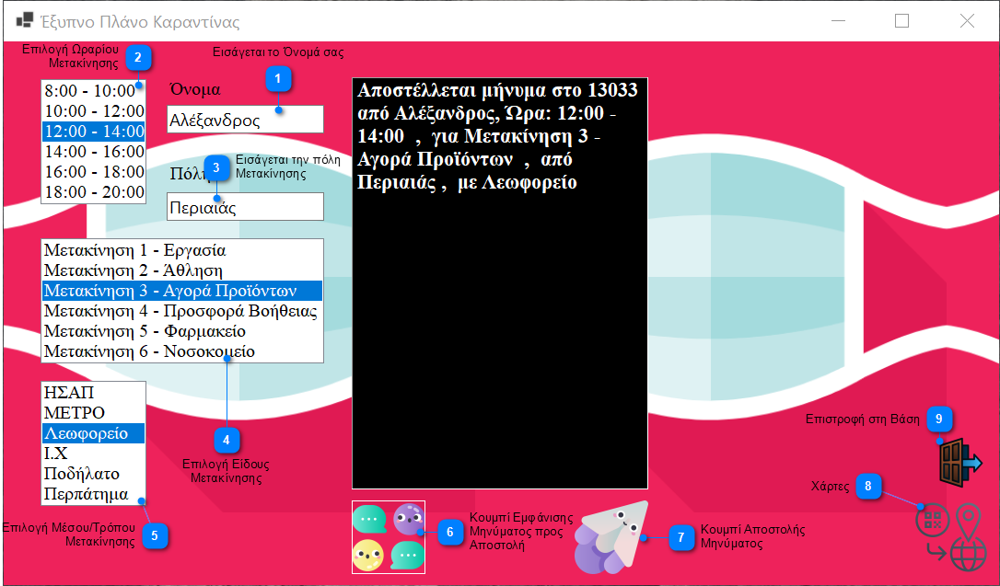 Έξυπνο Πλάνο Καραντίνας
Επιλογή Ωραρίου
Μετακίνησης
2
8:00 - 10:00
10:00 - 12:00
12:00 - 14:00
14:00 - 16:00
16:00 - 18:00
18:00 - 20:00
Εισάγεται το Όνομά σας
1
Όνομα
Αλέξανδρος
Εισάγεται την πόλη
Μετακίνησης
3
Πόλη
Περιαιάς
Μετακίνηση 1 - Εργασία
Μετακίνηση 2 - Άθληση
Μετακίνηση 3 - Αγορά Προϊόντων
Μετακίνηση 4 - Προσφορά Βοήθειας
Μετακίνηση 5 - Φαρμακείο
Μετακίνηση 6 - Νοσοκομείο
4
Επιλογή Είδους
Μετακίνησης
ΗΣΑΠ
ΜΕΤΡΟ
Λεωφορείο
Ι.Χ
Ποδήλατο
Περπάτημα
Επιλογή Μέσου/Τρόπου
Μετακίνησης
5
Αποστέλλεται μήνυμα στο 13033
από Αλέξανδρος, Ώρα: 12:00 -
14:00 , για Μετακίνηση 3 -
Αγορά Προϊόντων , από
Περιαιάς , με Λεωφορείο
6
Κουμπί Εμφάνισης
Μηνύματος προς
Αποστολή
7
Κουμπί Αποστολής
Μηνύματος
Επιστροφή στη Βάση
9
Χάρτες
8